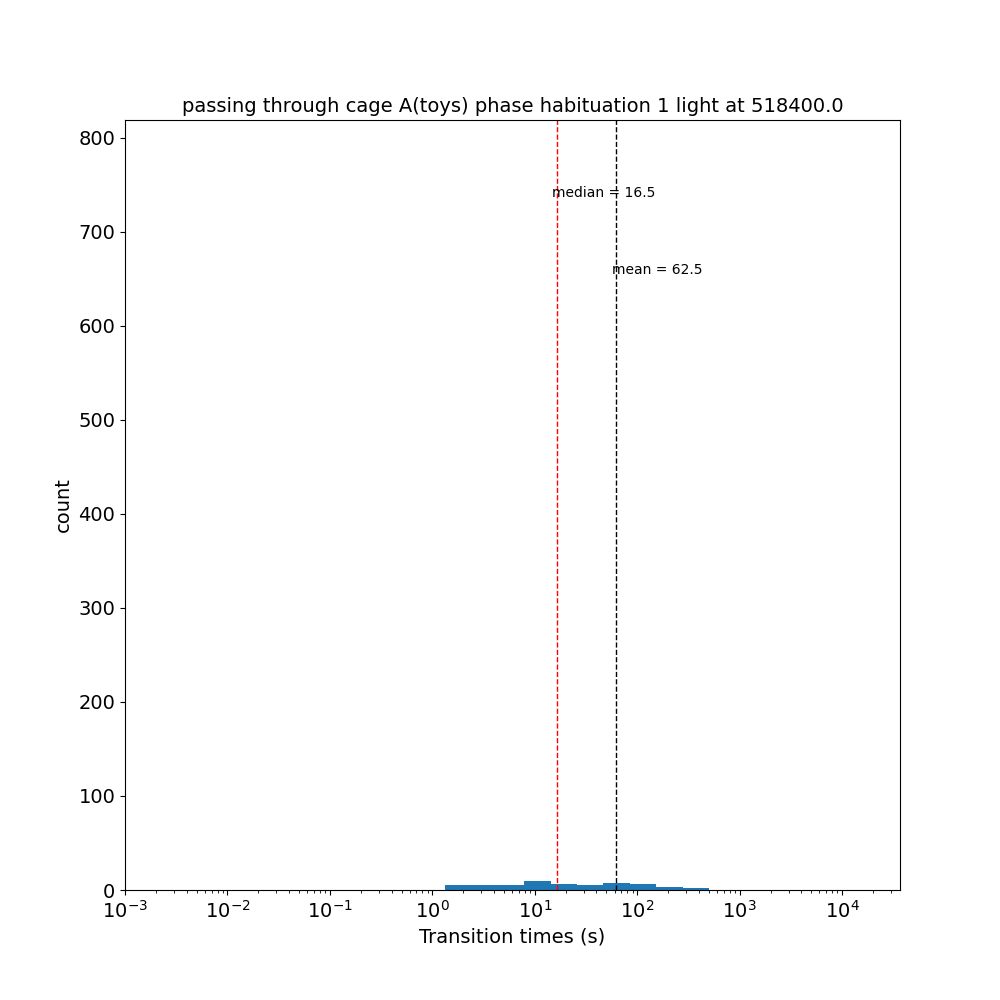 passing through cage A(toys) phase habituation 1 light at 518400.0
800
median = 16.5
700
mean = 62.5
600
500
count
400
300
200
100
0
10⁻³ 10⁻² 10⁻¹ 10⁰ 10¹ 10² 10³ 10⁴
Transition times (s)